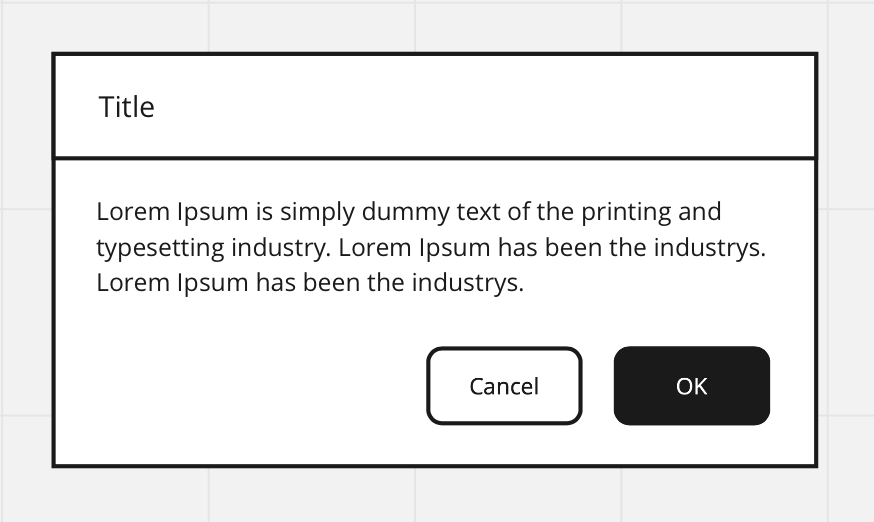 Title
Lorem Ipsum is simply dummy text of the printing and
typesetting industry. Lorem Ipsum has been the industrys.
Lorem Ipsum has been the industrys.
Cancel
OK